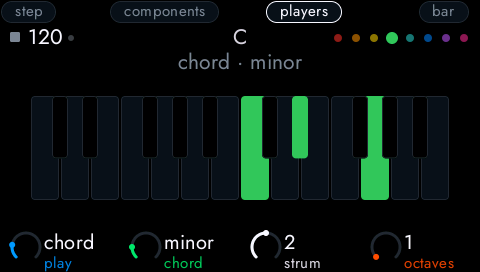 step components players bar
120 C
chord · minor
chord minor 2 1
play chord strum octaves